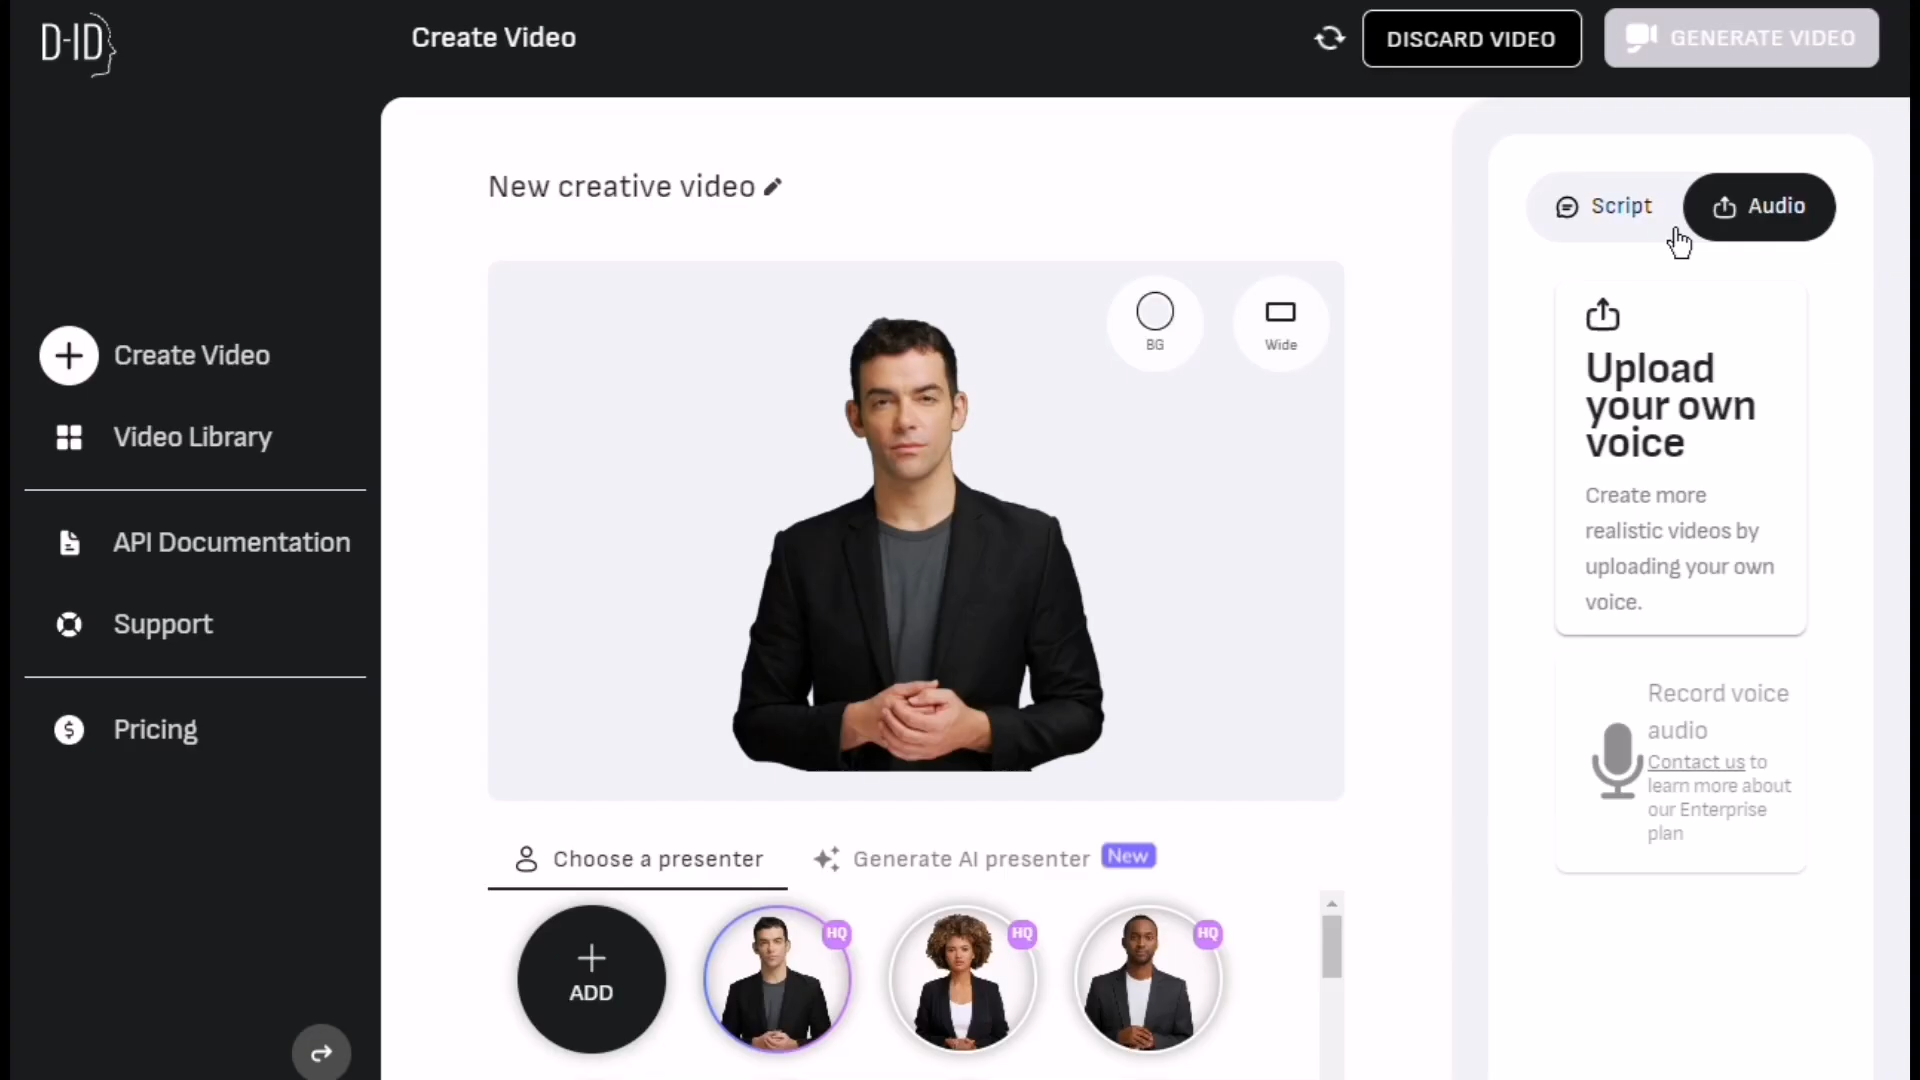 D-ID
Create Video
DISCARD VIDEO
GENERATE VIDEO
New creative video
Script
Audio
BG
Wide
Create Video
Video Library
API Documentation
Support
Pricing
Upload
your own
voice
Create more
realistic videos by
uploading your own
voice.
Record voice
audio
Contact us to
learn more about
our Enterprise
plan
Choose a presenter
Generate AI presenter
New
ADD
HQ
HQ
HQ